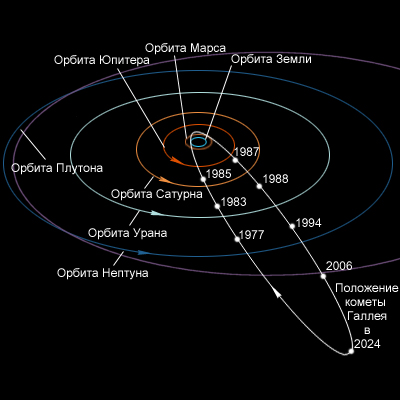 Орбита Марса
Орбита Юпитера
Орбита Земли
1987
Орбита Плутона
1985
1988
Орбита Сатурна
1983
1994
Орбита Урана
1977
2006
Орбита Нептуна
Положение
кометы
Галлея
в
2024